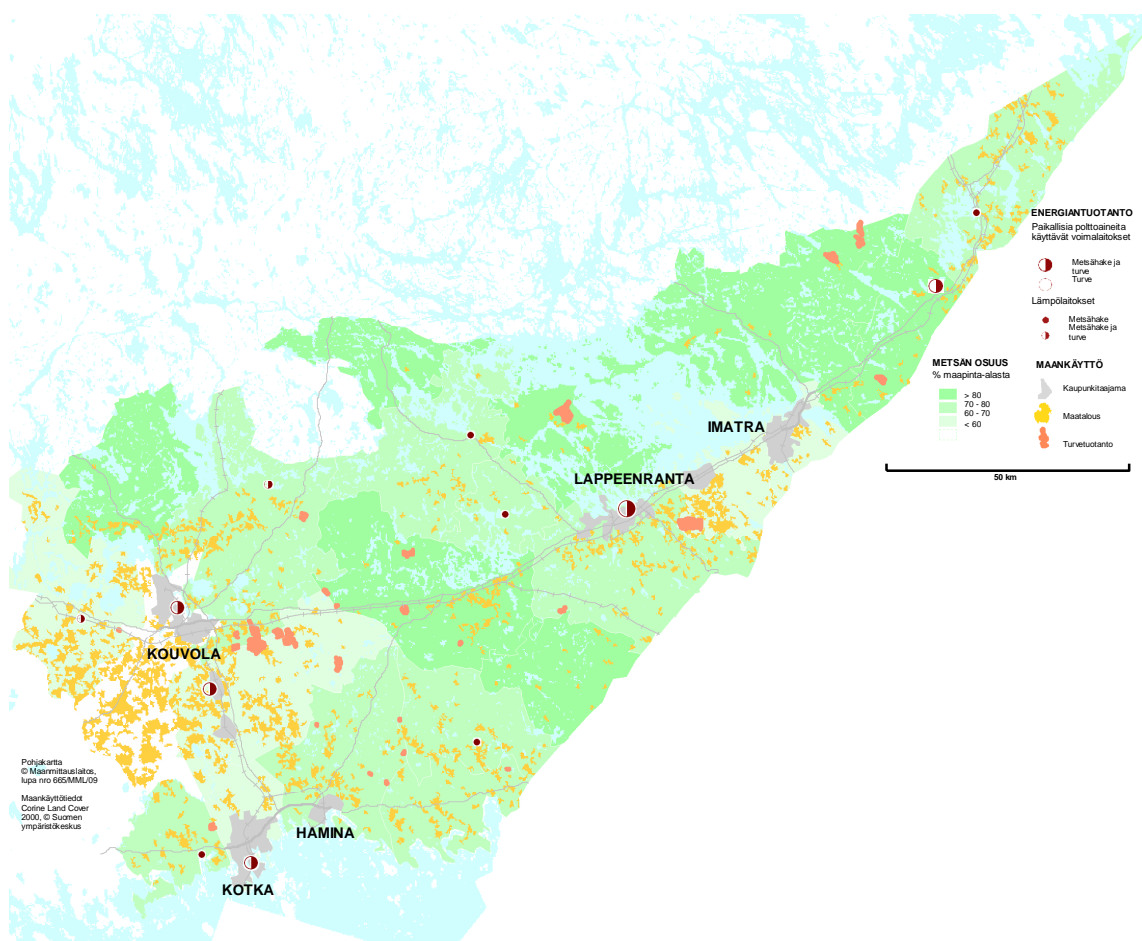 ENERGIANTUOTANTO
Paikallisia polttoaineita
käyttävät voimalaitokset
Metsähake ja
turve
Turve
Lämpölaitokset
Metsähake
Metsähake ja
turve
METSAN OSUUS
% maapinta-alasta
> 80
70 - 80
60 - 70
< 60
MAANKÄYTTÖ
Kaupunkitaajama
Maatalous
Turvetuotanto
50 km
IMATRA
LAPPEENRANTA
KOUVOLA
HAMINA
KOTKA
Pohjakartta
© Maanmittauslaitos,
lupa nro 665/MML/09
Maankäyttötiedot
Corine Land Cover
2000, © Suomen
ympäristökeskus